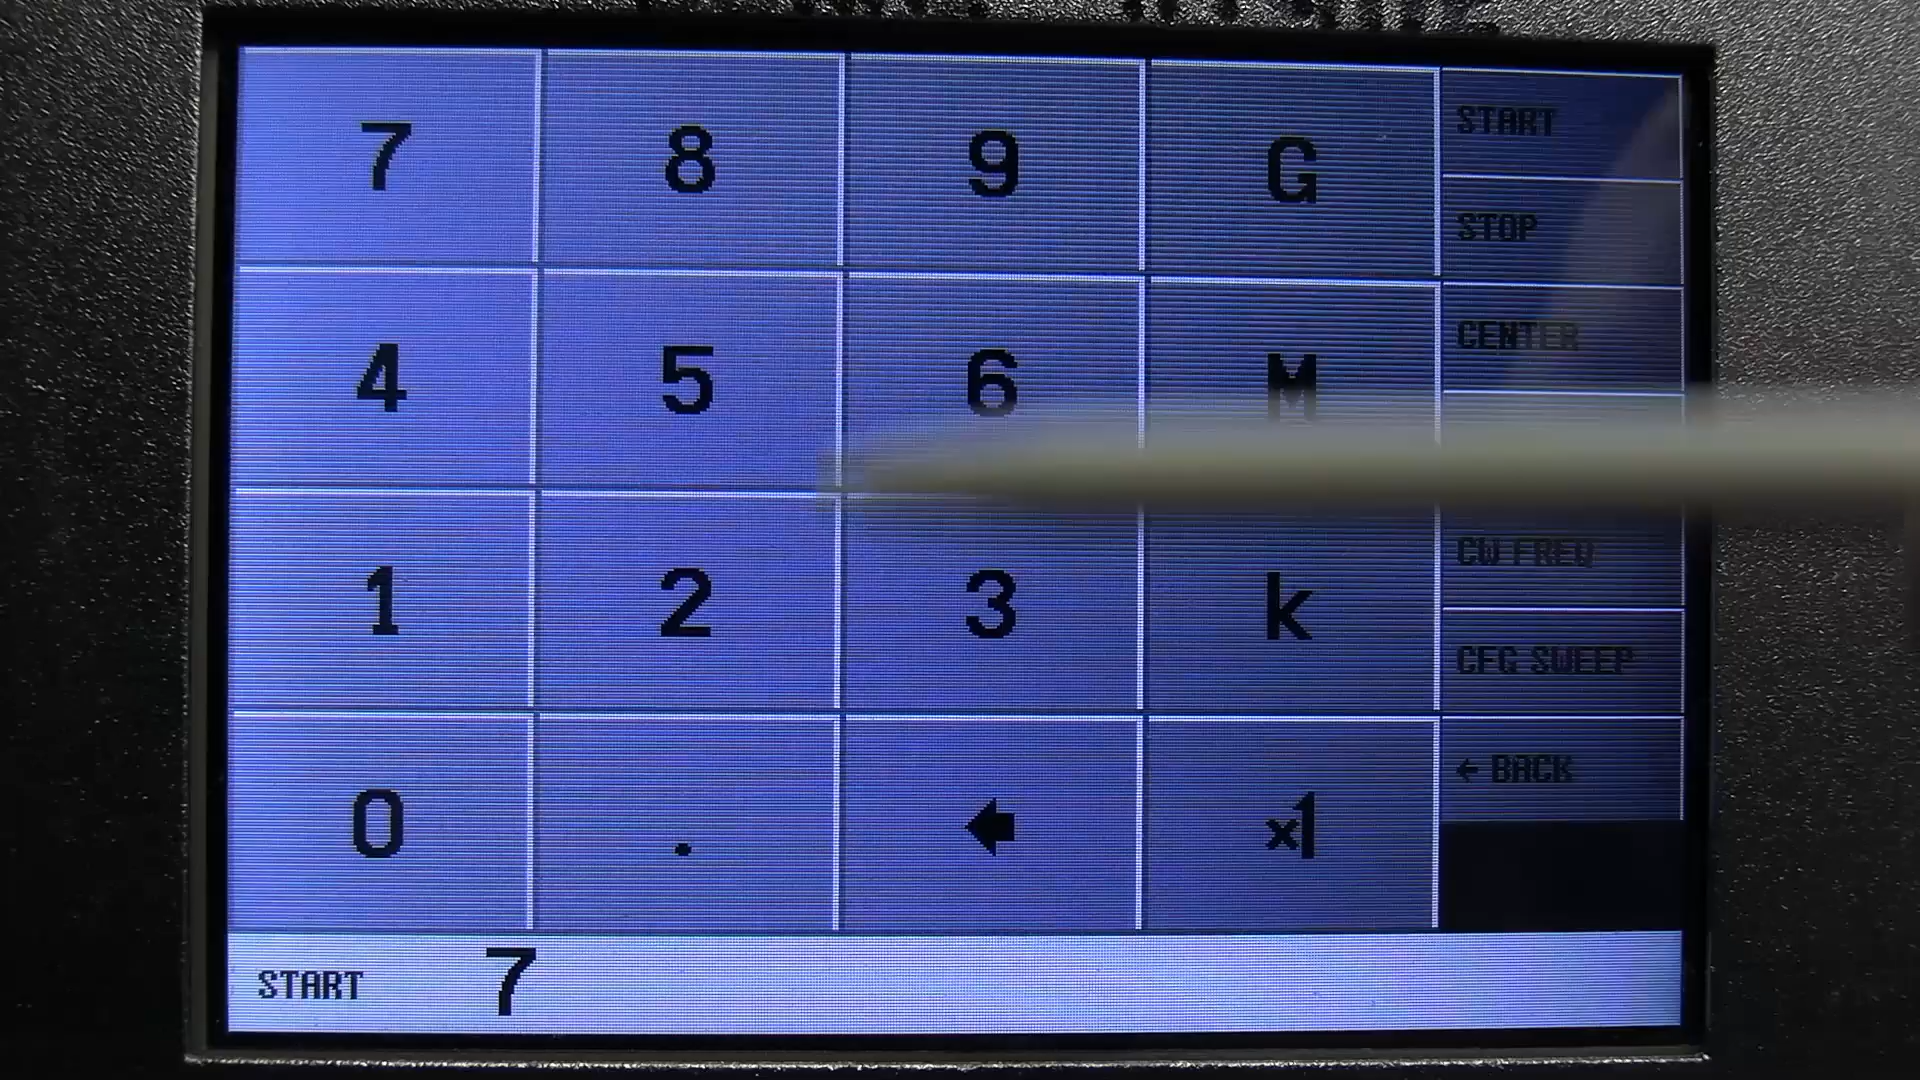 7 8 9 G
START
STOP
4 5 6 M
CENTER
1 2 3 k
CW FREQ
CFG SWEEP
0 . ← x1
← BACK
START 7